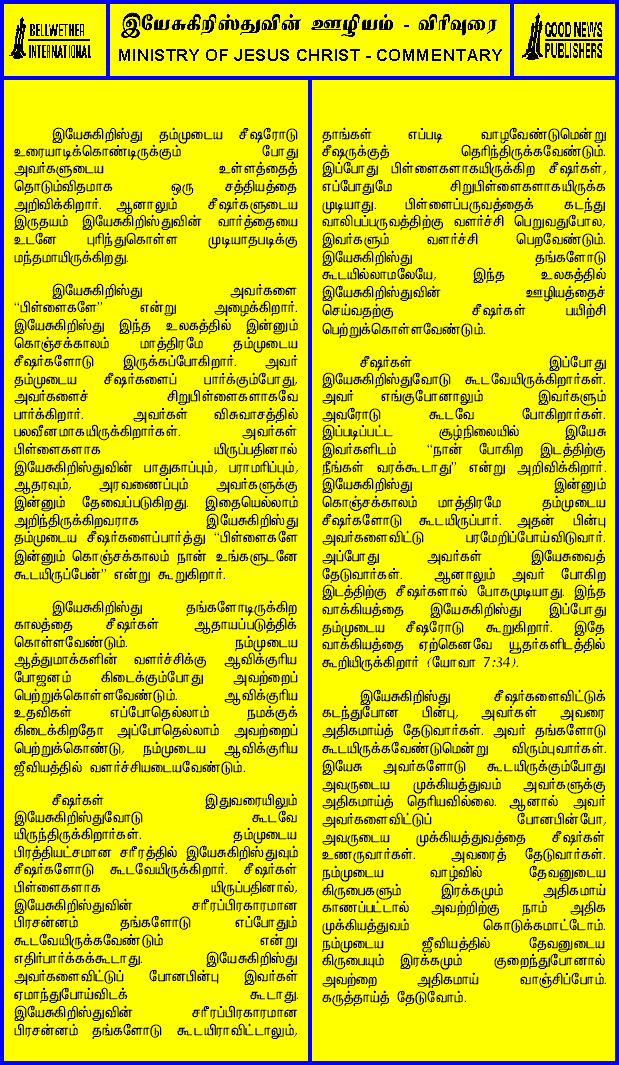 BELLWETHER
INTERNATIONAL
இயேசுகிறிஸ்துவின் ஊழியம் - விரிவுரை
MINISTRY OF JESUS CHRIST - COMMENTARY
GOOD NEWS
PUBLISHERS
இயேசுகிறிஸ்து தம்முடைய சீஷரோடு
உரையாடிக்கொண்டிருக்கும் போது
அவர்களுடைய உள்ளத்தைத்
தொடும்விதமாக ஒரு சத்தியத்தை
அறிவிக்கிறார். ஆனாலும் சீஷர்களுடைய
இருதயம் இயேசுகிறிஸ்துவின் வார்த்தையை
உடனே புரிந்துகொள்ள முடியாதபடிக்கு
மந்தமாயிருக்கிறது.
இயேசுகிறிஸ்து அவர்களை
“பிள்ளைகளே” என்று அழைக்கிறார்.
இயேசுகிறிஸ்து இந்த உலகத்தில் இன்னும்
கொஞ்சக்காலம் மாத்திரமே தம்முடைய
சீஷர்களோடு இருக்கப்போகிறார். அவர்
தம்முடைய சீஷர்களைப் பார்க்கும்போது,
அவர்களைச் சிறுபிள்ளைகளாகவே
பார்க்கிறார். அவர்கள் விசுவாசத்தில்
பலவீனமாகயிருக்கிறார்கள். அவர்கள்
பிள்ளைகளாக யிருப்பதினால்
இயேசுகிறிஸ்துவின் பாதுகாப்பும், பராமரிப்பும்,
ஆதரவும், அரவணைப்பும் அவர்களுக்கு
இன்னும் தேவைப்படுகிறது. இதையெல்லாம்
அறிந்திருக்கிறவராக இயேசுகிறிஸ்து
தம்முடைய சீஷர்களைப்பார்த்து “பிள்ளைகளே
இன்னும் கொஞ்சக்காலம் நான் உங்களுடனே
கூடயிருப்பேன்” என்று கூறுகிறார்.
இயேசுகிறிஸ்து தங்களோடிருக்கிற
காலத்தை சீஷர்கள் ஆதாயப்படுத்திக்
கொள்ளவேண்டும். நம்முடைய
ஆத்துமாக்களின் வளர்ச்சிக்கு ஆவிக்குரிய
போஜனம் கிடைக்கும்போது அவற்றைப்
பெற்றுக்கொள்ளவேண்டும். ஆவிக்குரிய
உதவிகள் எப்போதெல்லாம் நமக்குக்
கிடைக்கிறதோ அப்போதெல்லாம் அவற்றைப்
பெற்றுக்கொண்டு, நம்முடைய ஆவிக்குரிய
ஜீவியத்தில் வளர்ச்சியடையவேண்டும்.
சீஷர்கள் இதுவரையிலும்
இயேசுகிறிஸ்துவோடு கூடவே
யிருந்திருக்கிறார்கள். தம்முடைய
பிரத்தியட்சமான சரீரத்தில் இயேசுகிறிஸ்துவும்
சீஷர்களோடு கூடவேயிருக்கிறார். சீஷர்கள்
பிள்ளைகளாக யிருப்பதினால்,
இயேசுகிறிஸ்துவின் சரீரப்பிரகாரமான
பிரசன்னம் தங்களோடு எப்போதும்
கூடவேயிருக்கவேண்டும் என்று
எதிர்பார்க்கக்கூடாது. இயேசுகிறிஸ்து
அவர்களைவிட்டுப் போனபின்பு இவர்கள்
ஏமாந்துபோய்விடக் கூடாது.
இயேசுகிறிஸ்துவின் சரீரப்பிரகாரமான
பிரசன்னம் தங்களோடு கூடயிராவிட்டாலும்,
தாங்கள் எப்படி வாழவேண்டுமென்று
சீஷருக்குத் தெரிந்திருக்கவேண்டும்.
இப்போது பிள்ளைகளாகயிருக்கிற சீஷர்கள்,
எப்போதுமே சிறுபிள்ளைகளாகயிருக்க
முடியாது. பிள்ளைப்பருவத்தைக் கடந்து
வாலிபப்பருவத்திற்கு வளர்ச்சி பெறுவதுபோல,
இவர்களும் வளர்ச்சி பெறவேண்டும்.
இயேசுகிறிஸ்து தங்களோடு
கூடயில்லாமலேயே, இந்த உலகத்தில்
இயேசுகிறிஸ்துவின் ஊழியத்தைச்
செய்வதற்கு சீஷர்கள் பயிற்சி
பெற்றுக்கொள்ளவேண்டும்.
சீஷர்கள் இப்போது
இயேசுகிறிஸ்துவோடு கூடவேயிருக்கிறார்கள்.
அவர் எங்குபோனாலும் இவர்களும்
அவரோடு கூடவே போகிறார்கள்.
இப்படிப்பட்ட சூழ்நிலையில் இயேசு
இவர்களிடம் “நான் போகிற இடத்திற்கு
நீங்கள் வரக்கூடாது” என்று அறிவிக்கிறார்.
இயேசுகிறிஸ்து இன்னும்
கொஞ்சக்காலம் மாத்திரமே தம்முடைய
சீஷர்களோடு கூடயிருப்பார். அதன் பின்பு
அவர்களைவிட்டு பரமேறிப்போய்விடுவார்.
அப்போது அவர்கள் இயேசுவைத்
தேடுவார்கள். ஆனாலும் அவர் போகிற
இடத்திற்கு சீஷர்களால் போகமுடியாது. இந்த
வாக்கியத்தை இயேசுகிறிஸ்து இப்போது
தம்முடைய சீஷரோடு கூறுகிறார். இதே
வாக்கியத்தை ஏற்கெனவே யூதர்களிடத்தில்
கூறியிருக்கிறார் (யோவா 7:34).
இயேசுகிறிஸ்து சீஷர்களைவிட்டுக்
கடந்துபோன பின்பு, அவர்கள் அவரை
அதிகமாய்த் தேடுவார்கள். அவர் தங்களோடு
கூடயிருக்கவேண்டுமென்று விரும்புவார்கள்.
இயேசு அவர்களோடு கூடயிருக்கும்போது
அவருடைய முக்கியத்துவம் அவர்களுக்கு
அதிகமாய்த் தெரியவில்லை. ஆனால் அவர்
அவர்களைவிட்டுப் போனபின்போ,
அவருடைய முக்கியத்துவத்தை சீஷர்கள்
உணருவார்கள். அவரைத் தேடுவார்கள்.
நம்முடைய வாழ்வில் தேவனுடைய
கிருபைகளும் இரக்கமும் அதிகமாய்
காணப்பட்டால் அவற்றிற்கு நாம் அதிக
முக்கியத்துவம் கொடுக்கமாட்டோம்.
நம்முடைய ஜீவியத்தில் தேவனுடைய
கிருபையும் இரக்கமும் குறைந்துபோனால்
அவற்றை அதிகமாய் வாஞ்சிப்போம்.
கருத்தாய்த் தேடுவோம்.